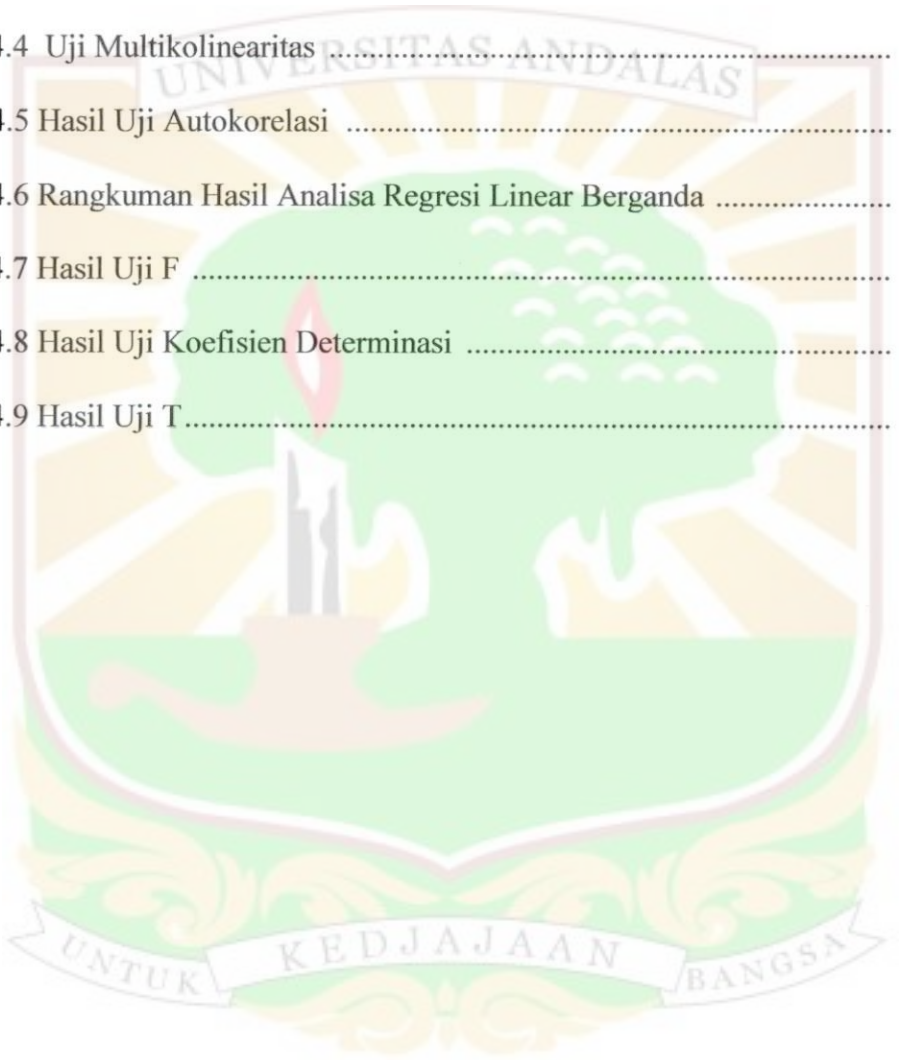 .4 Uji Multikolinearitas ........................................................................
UNIVERSITAS ANDALAS
.5 Hasil Uji Autokorelasi ......................................................................
.6 Rangkuman Hasil Analisa Regresi Linear Berganda ......................
.7 Hasil Uji F .........................................................................................
.8 Hasil Uji Koefisien Determinasi ......................................................
.9 Hasil Uji T..........................................................................................
UNTUK KEDJAJAAN BANGSA